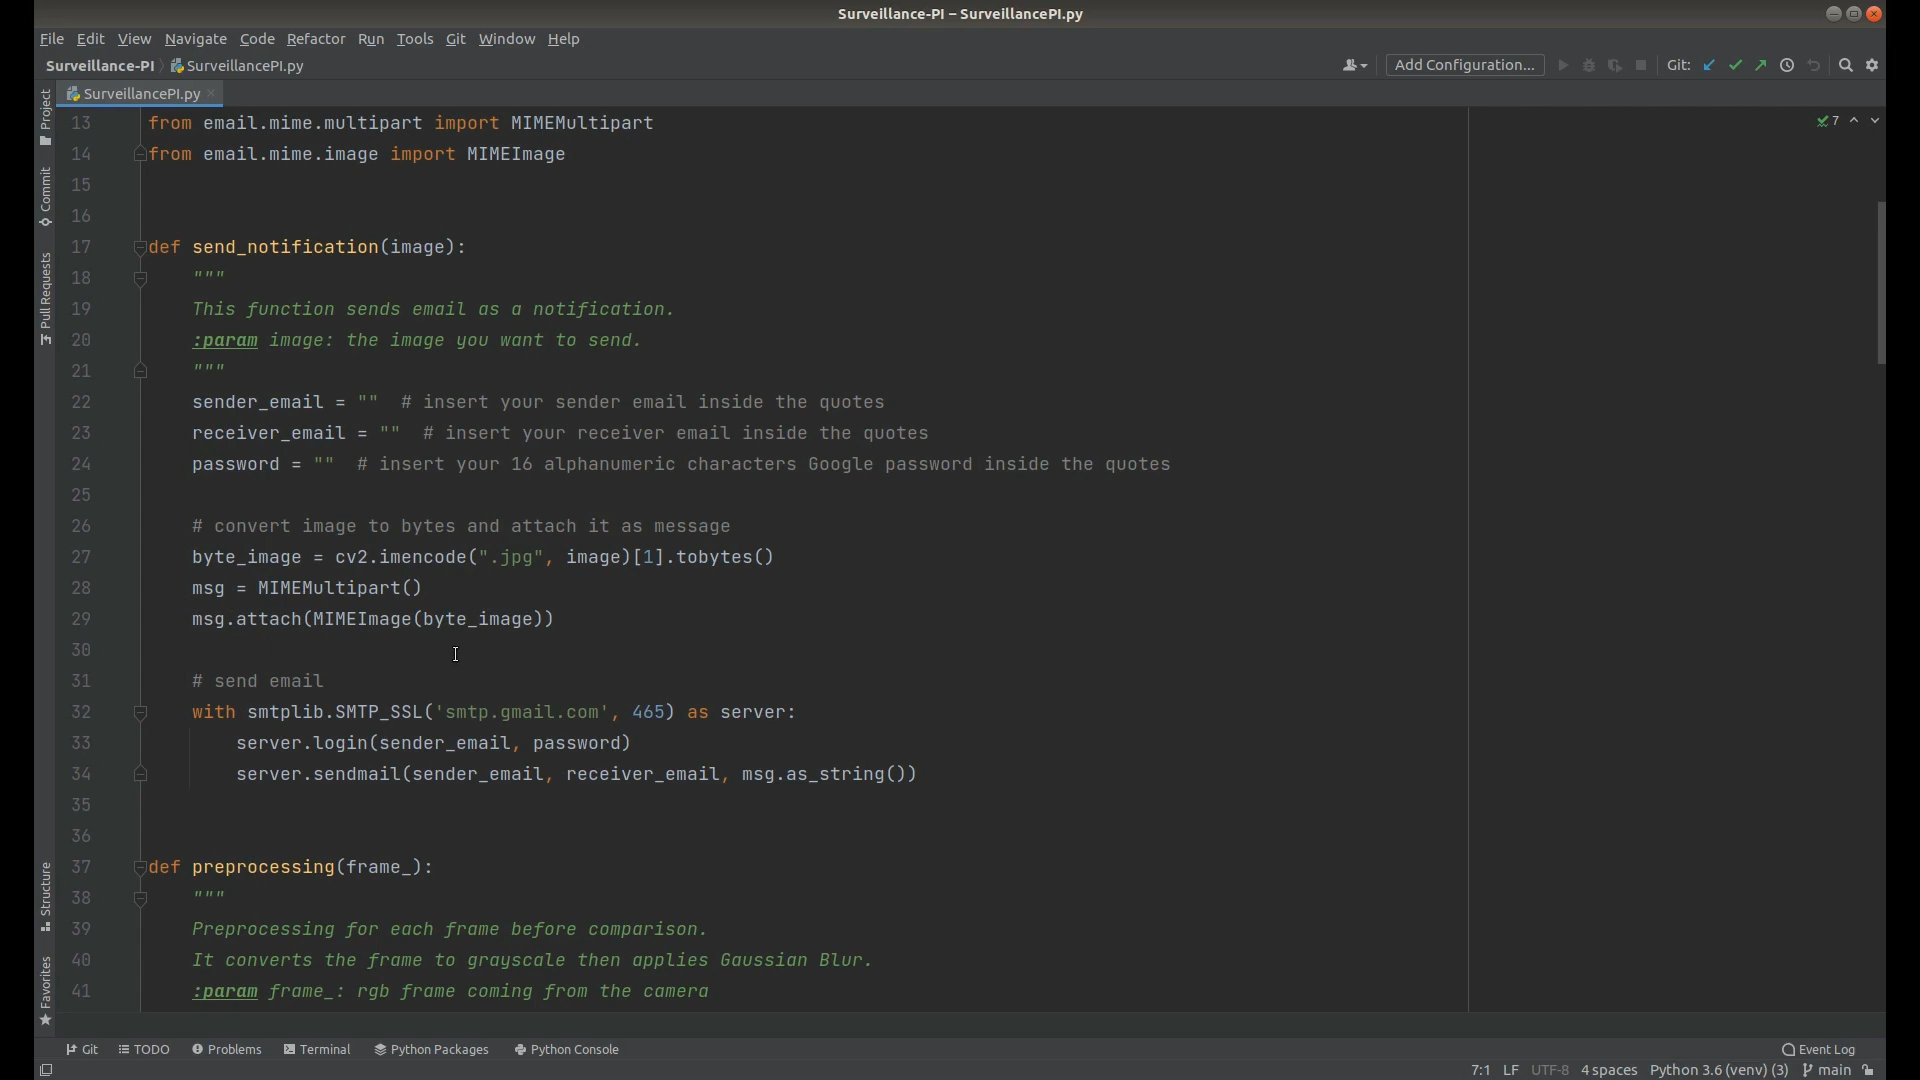 Surveillance-PI – SurveillancePI.py
File Edit View Navigate Code Refactor Run Tools Git Window Help
Surveillance-PI SurveillancePI.py Add Configuration... Git:
SurveillancePI.py
Project
Commit
Pull Requests
Structure
Favorites
7
13 from email.mime.multipart import MIMEMultipart
14 from email.mime.image import MIMEImage
15
16
17 def send_notification(image):
18 """
19 This function sends email as a notification.
20 :param image: the image you want to send.
21 """
22 sender_email = "" # insert your sender email inside the quotes
23 receiver_email = "" # insert your receiver email inside the quotes
24 password = "" # insert your 16 alphanumeric characters Google password inside the quotes
25
26 # convert image to bytes and attach it as message
27 byte_image = cv2.imencode(".jpg", image)[1].tobytes()
28 msg = MIMEMultipart()
29 msg.attach(MIMEImage(byte_image))
30
31 # send email
32 with smtplib.SMTP_SSL('smtp.gmail.com', 465) as server:
33 server.login(sender_email, password)
34 server.sendmail(sender_email, receiver_email, msg.as_string())
35
36
37 def preprocessing(frame_):
38 """
39 Preprocessing for each frame before comparison.
40 It converts the frame to grayscale then applies Gaussian Blur.
41 :param frame_: rgb frame coming from the camera
Git TODO Problems Terminal Python Packages Python Console Event Log
7:1 LF UTF-8 4 spaces Python 3.6 (venv) (3) main